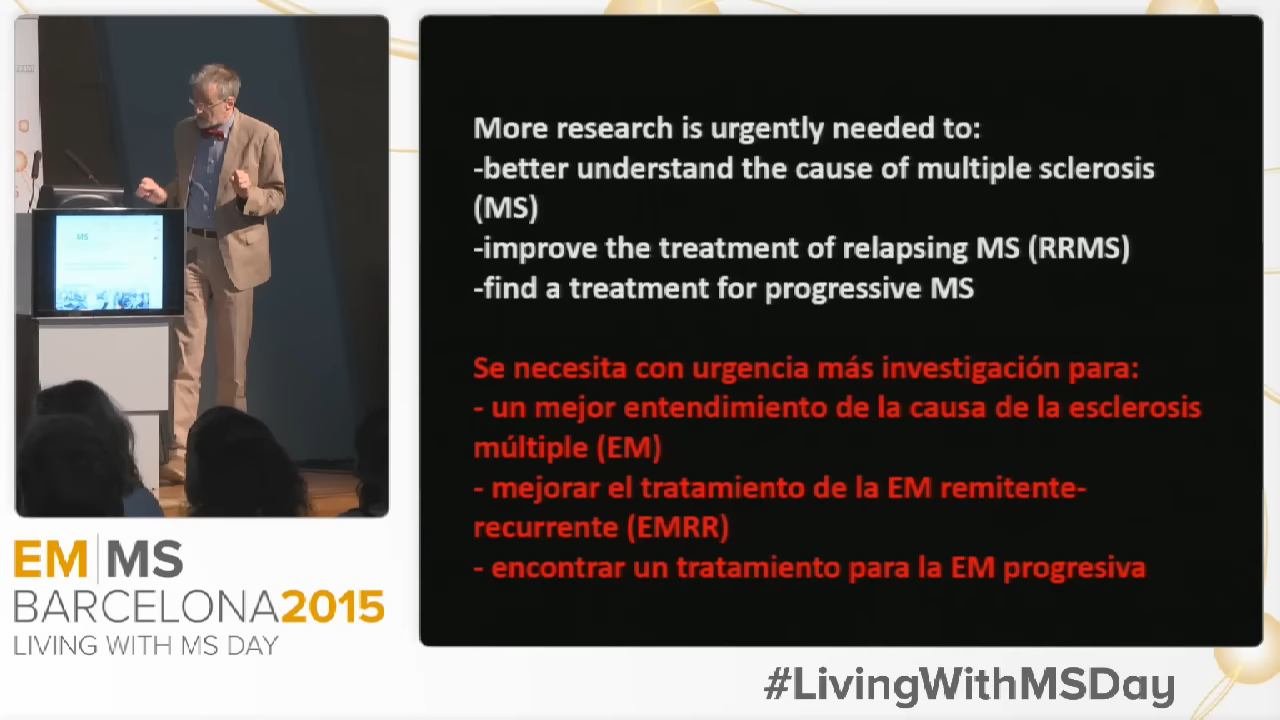 MS
EM|MS
BARCELONA2015
LIVING WITH MS DAY
More research is urgently needed to:
-better understand the cause of multiple sclerosis
(MS)
-improve the treatment of relapsing MS (RRMS)
-find a treatment for progressive MS
Se necesita con urgencia más investigación para:
- un mejor entendimiento de la causa de la esclerosis
múltiple (EM)
- mejorar el tratamiento de la EM remitente-
recurrente (EMRR)
- encontrar un tratamiento para la EM progresiva
#LivingWithMSDay